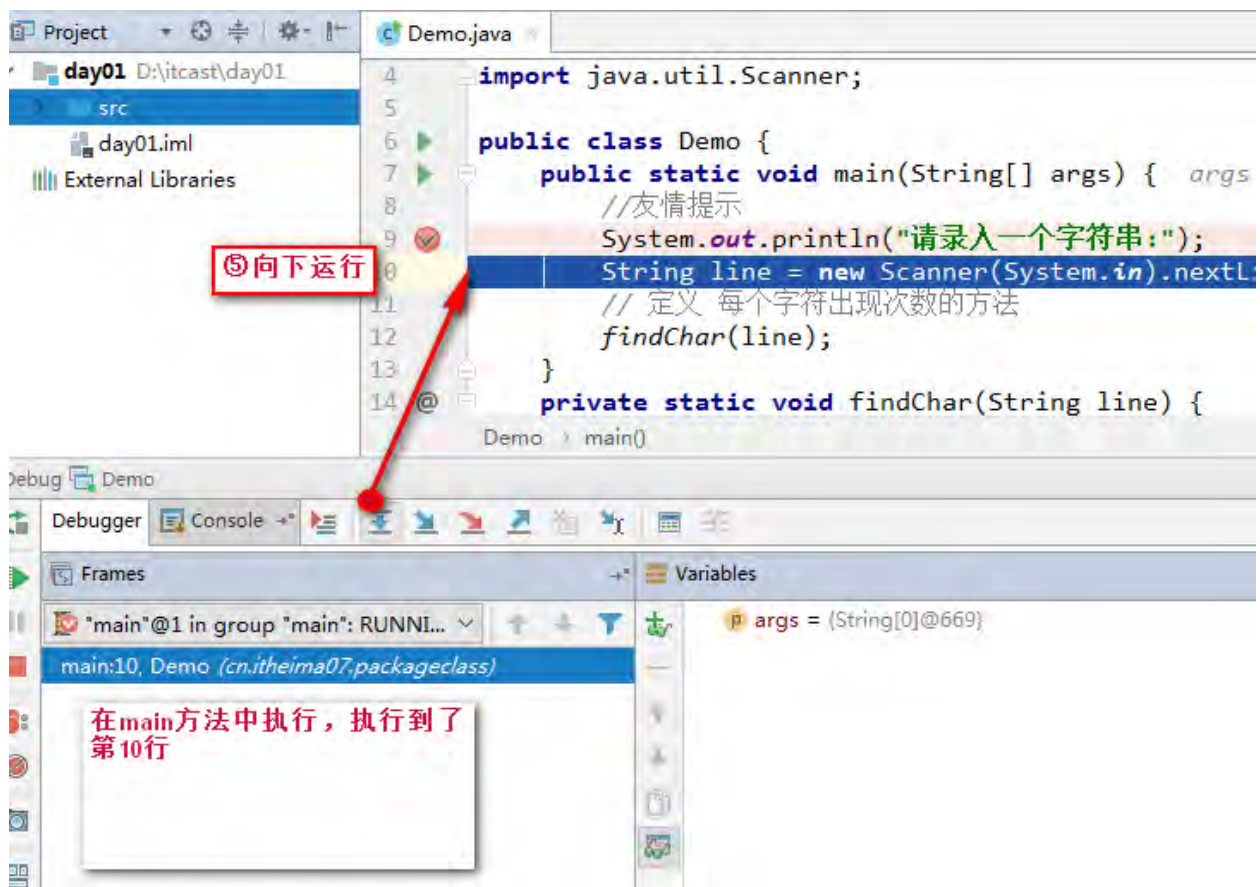 Project
Demo.java
day01 D:\itcast\day01
src
day01.iml
External Libraries
4 import java.util.Scanner;
5
6 public class Demo {
7 public static void main(String[] args) { args
8 //友情提示
9 System.out.println("请录入一个字符串:");
⑤向下运行
String line = new Scanner(System.in).nextLi
11 // 定义 每个字符出现次数的方法
12 findChar(line);
13 }
14 @ private static void findChar(String line) {
Demo › main()
Demo
Debugger Console
Frames
Variables
"main"@1 in group "main": RUNNI...
args = {String[0]@669}
main:10, Demo (cn.itheima07.packageclass)
在main方法中执行，执行到了
第10行